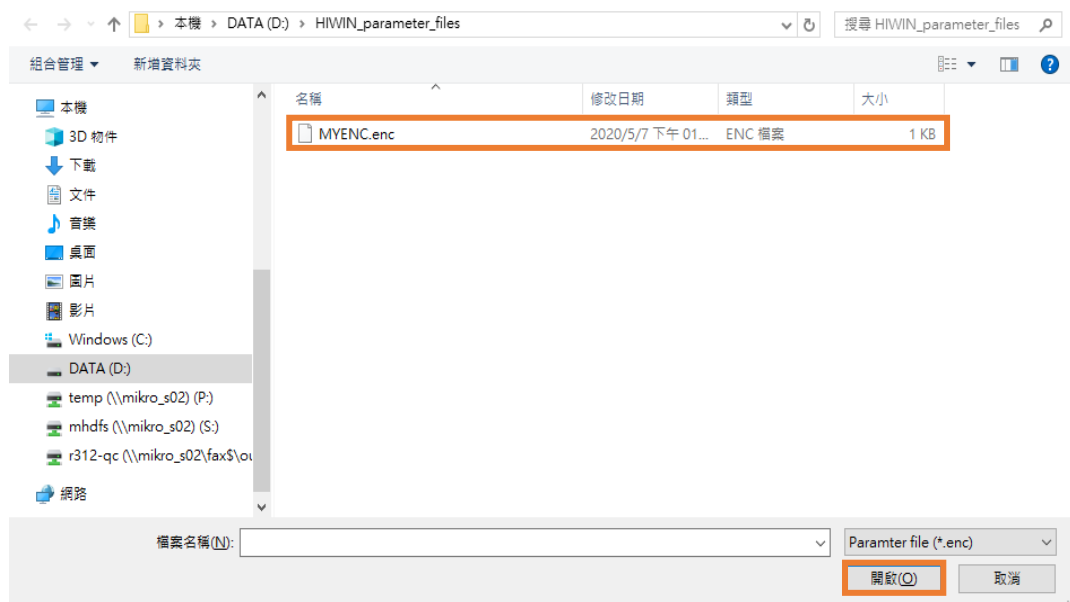 本機 › DATA (D:) › HIWIN_parameter_files
搜尋 HIWIN_parameter_files
組合管理 新增資料夾
名稱 修改日期 類型 大小
MYENC.enc 2020/5/7 下午 01... ENC 檔案 1 KB
本機
3D 物件
下載
文件
音樂
桌面
圖片
影片
Windows (C:)
DATA (D:)
temp (\\mikro_s02) (P:)
mhdfs (\\mikro_s02) (S:)
r312-qc (\\mikro_s02\fax$\ou
網路
檔案名稱(N):
Paramter file (*.enc)
開啟(O) 取消